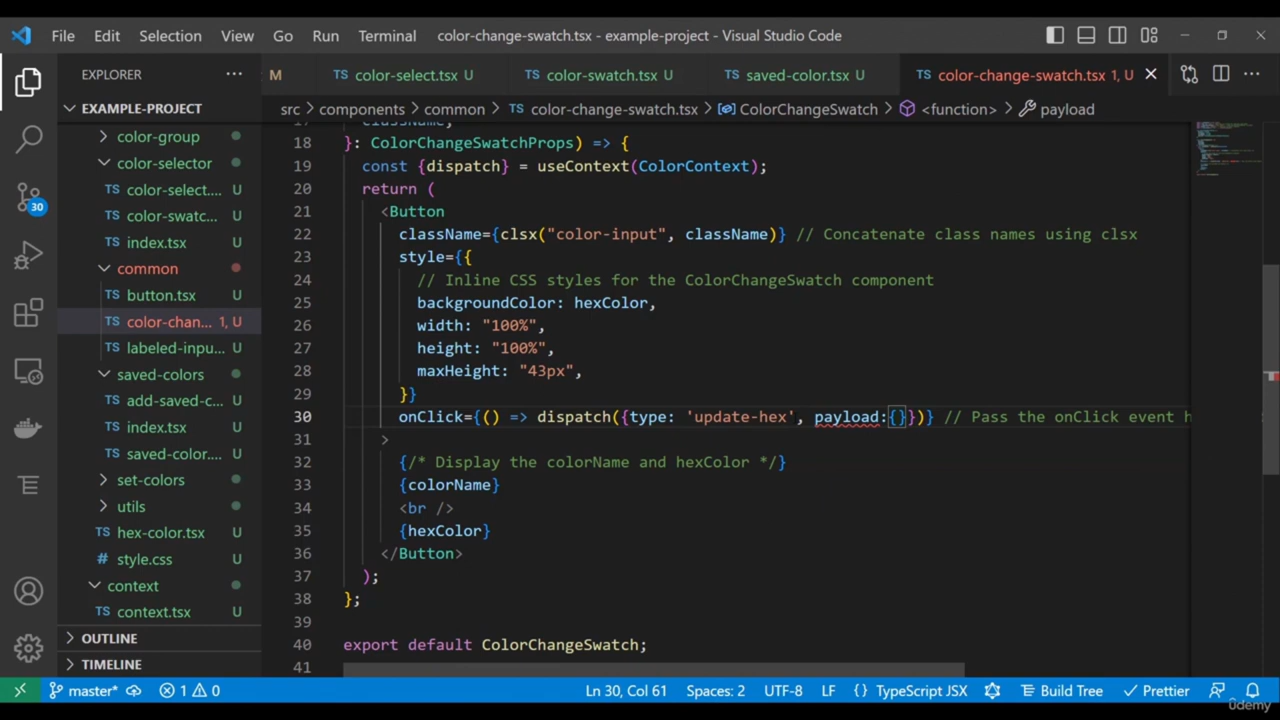 File Edit Selection View Go Run Terminal color-change-swatch.tsx - example-project - Visual Studio Code
EXPLORER ··· M TS color-select.tsx U TS color-swatch.tsx U TS saved-color.tsx U TS color-change-swatch.tsx 1, U
EXAMPLE-PROJECT
src > components > common > TS color-change-swatch.tsx > ColorChangeSwatch > <function> > payload
color-group
color-selector
TS color-select.... U
TS color-swatc... U
TS index.tsx U
common
TS button.tsx U
TS color-chan... 1, U
TS labeled-inpu... U
saved-colors
TS add-saved-c... U
TS index.tsx U
TS saved-color.... U
set-colors
utils
TS hex-color.tsx U
# style.css U
context
TS context.tsx U
OUTLINE
TIMELINE
30
17 className,
18 }: ColorChangeSwatchProps) => {
19 const {dispatch} = useContext(ColorContext);
20 return (
21 <Button
22 className={clsx("color-input", className)} // Concatenate class names using clsx
23 style={{
24 // Inline CSS styles for the ColorChangeSwatch component
25 backgroundColor: hexColor,
26 width: "100%",
27 height: "100%",
28 maxHeight: "43px",
29 }}
30 onClick={() => dispatch({type: 'update-hex', payload:{}})} // Pass the onClick event h
31 >
32 {/* Display the colorName and hexColor */}
33 {colorName}
34 <br />
35 {hexColor}
36 </Button>
37 );
38 };
39
40 export default ColorChangeSwatch;
41
master* 1 0 Ln 30, Col 61 Spaces: 2 UTF-8 LF {} TypeScript JSX Build Tree Prettier
ûdemy